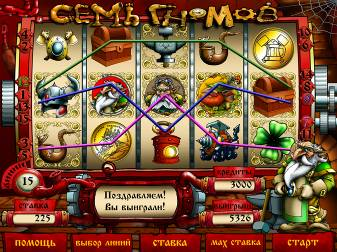 СЕМЬ ГНОМОВ
15
Поздравляем!
Вы выиграли!
кредиты
3000
ставка
225
выигрыш
5326
помощь
выбор линий
ставка
мах ставка
старт